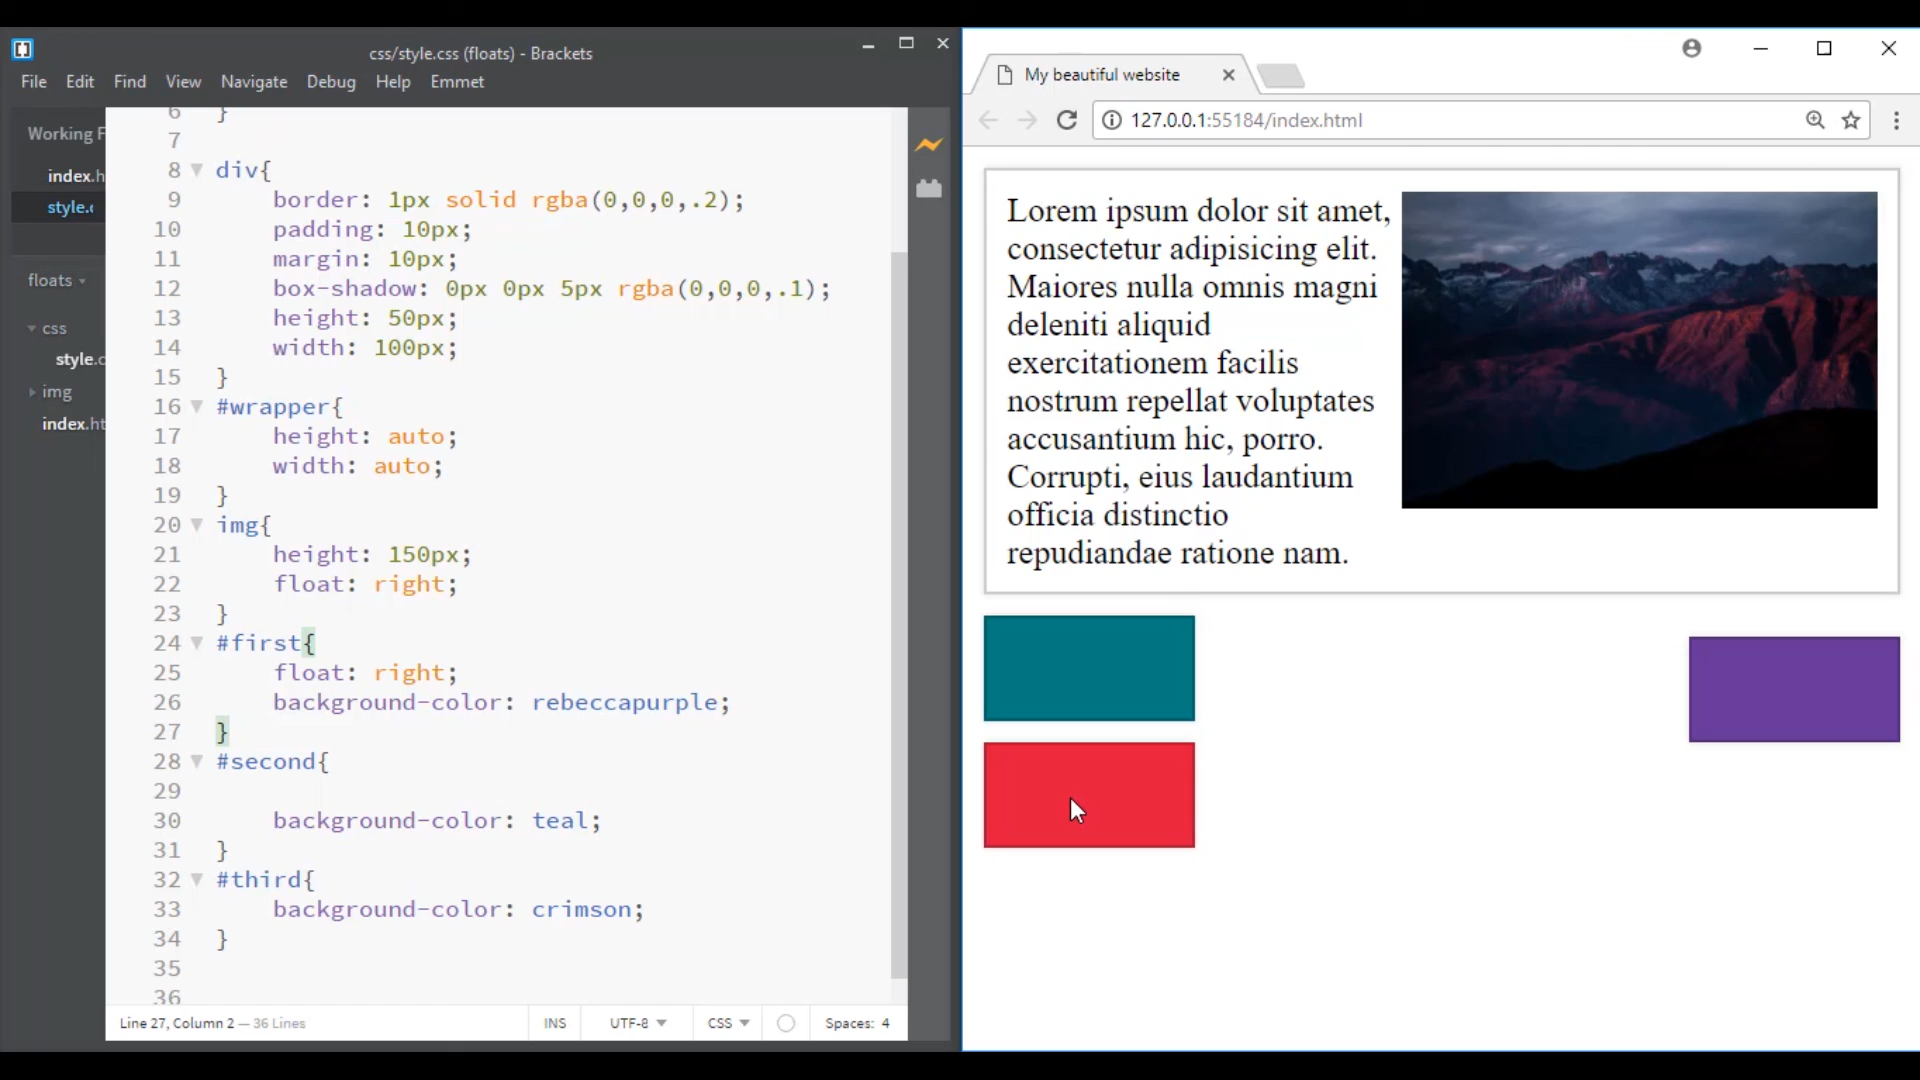 css/style.css (floats) - Brackets
File Edit Find View Navigate Debug Help Emmet
Working F
index.h
style.c
floats
css
style.c
img
index.ht
6 }
7
8 div{
9 border: 1px solid rgba(0,0,0,.2);
10 padding: 10px;
11 margin: 10px;
12 box-shadow: 0px 0px 5px rgba(0,0,0,.1);
13 height: 50px;
14 width: 100px;
15 }
16 #wrapper{
17 height: auto;
18 width: auto;
19 }
20 img{
21 height: 150px;
22 float: right;
23 }
24 #first{
25 float: right;
26 background-color: rebeccapurple;
27 }
28 #second{
29
30 background-color: teal;
31 }
32 #third{
33 background-color: crimson;
34 }
35
36
Line 27, Column 2 — 36 Lines
INS UTF-8 CSS Spaces: 4
My beautiful website
127.0.0.1:55184/index.html
Lorem ipsum dolor sit amet,
consectetur adipisicing elit.
Maiores nulla omnis magni
deleniti aliquid
exercitationem facilis
nostrum repellat voluptates
accusantium hic, porro.
Corrupti, eius laudantium
officia distinctio
repudiandae ratione nam.